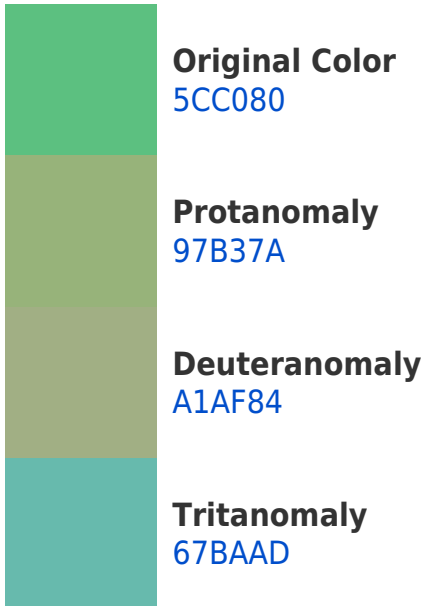 Original Color
5CC080
Protanomaly
97B37A
Deuteranomaly
A1AF84
Tritanomaly
67BAAD